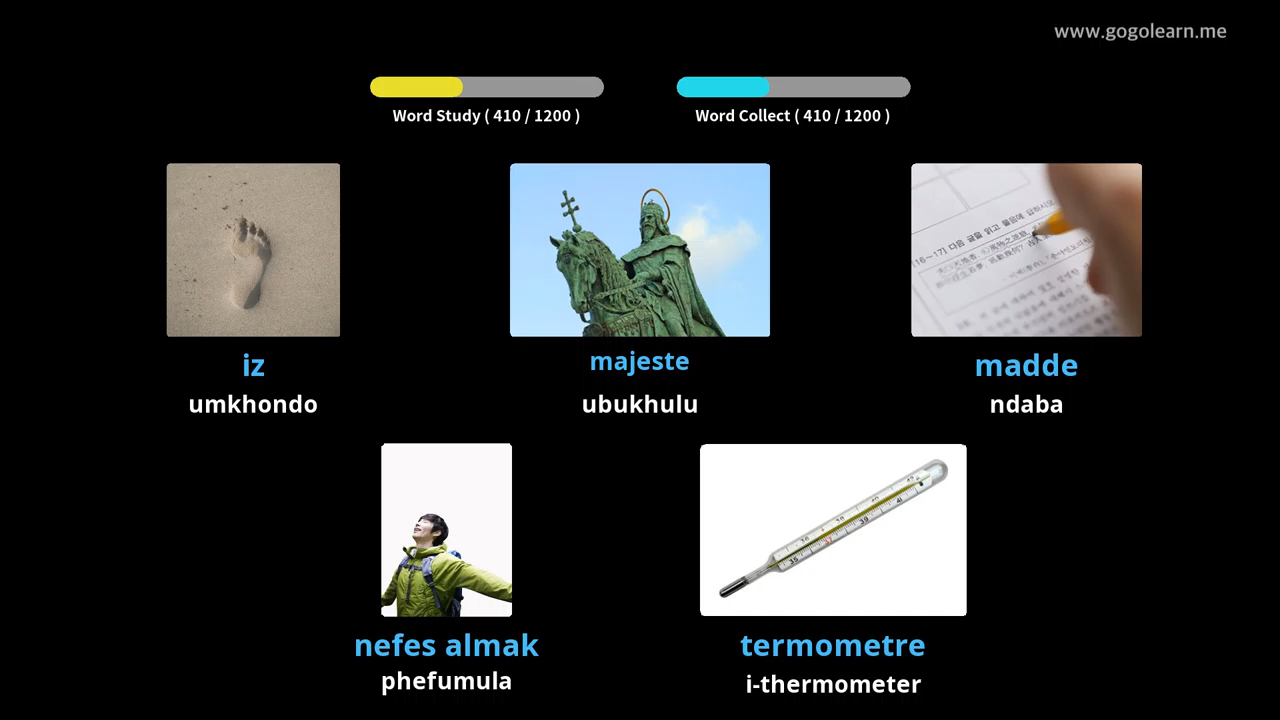 www.gogolearn.me
Word Study ( 410 / 1200 )
Word Collect ( 410 / 1200 )
iz
umkhondo
majeste
ubukhulu
madde
ndaba
nefes almak
phefumula
termometre
i-thermometer